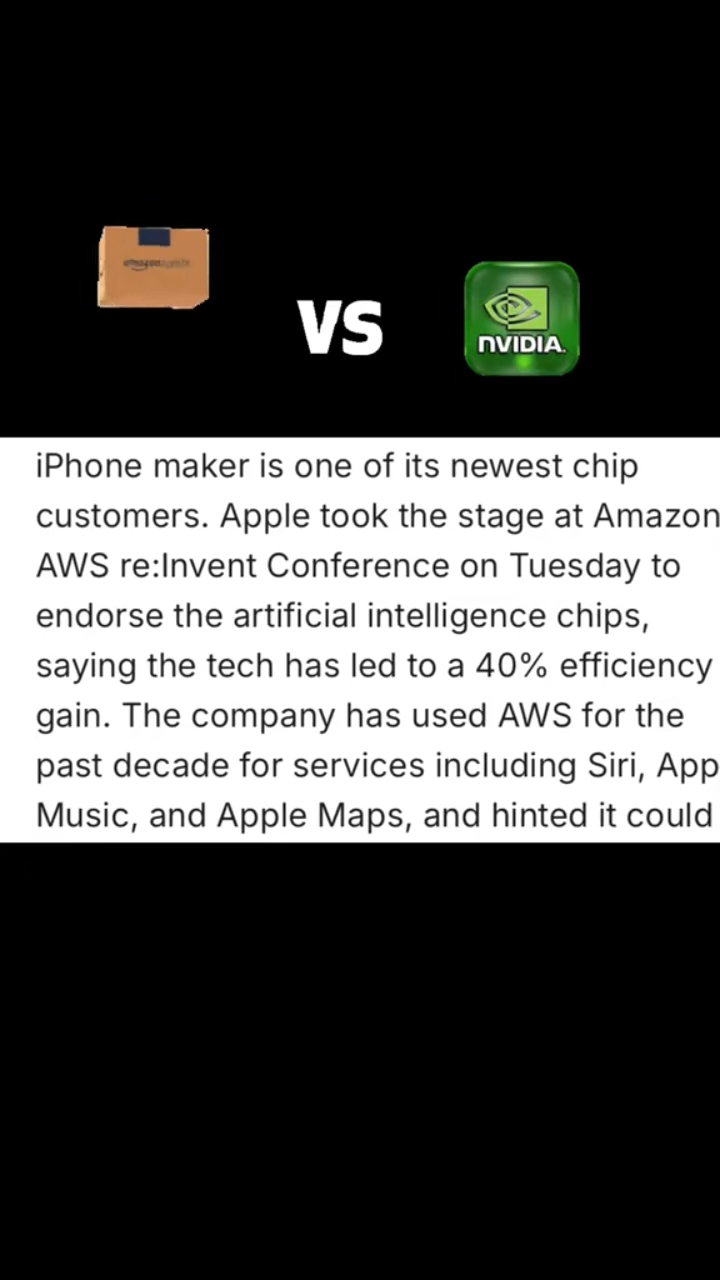 amazon
VS
NVIDIA.
iPhone maker is one of its newest chip
customers. Apple took the stage at Amazon
AWS re:Invent Conference on Tuesday to
endorse the artificial intelligence chips,
saying the tech has led to a 40% efficiency
gain. The company has used AWS for the
past decade for services including Siri, App
Music, and Apple Maps, and hinted it could